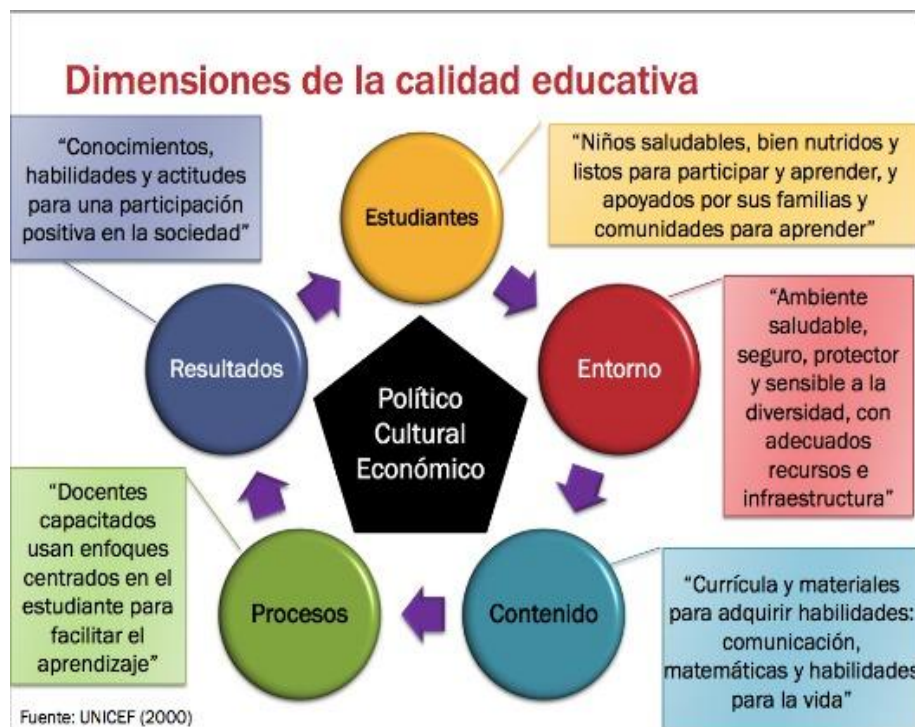 Dimensiones de la calidad educativa
“Conocimientos,
habilidades y actitudes
para una participación
positiva en la sociedad”
Estudiantes
“Niños saludables, bien nutridos y
listos para participar y aprender, y
apoyados por sus familias y
comunidades para aprender”
Resultados
Político
Cultural
Económico
Entorno
“Ambiente
saludable,
seguro, protector
y sensible a la
diversidad, con
adecuados
recursos e
infraestructura”
“Docentes
capacitados
usan enfoques
centrados en el
estudiante para
facilitar el
aprendizaje”
Procesos
Contenido
“Currícula y materiales
para adquirir habilidades:
comunicación,
matemáticas y habilidades
para la vida”
Fuente: UNICEF (2000)